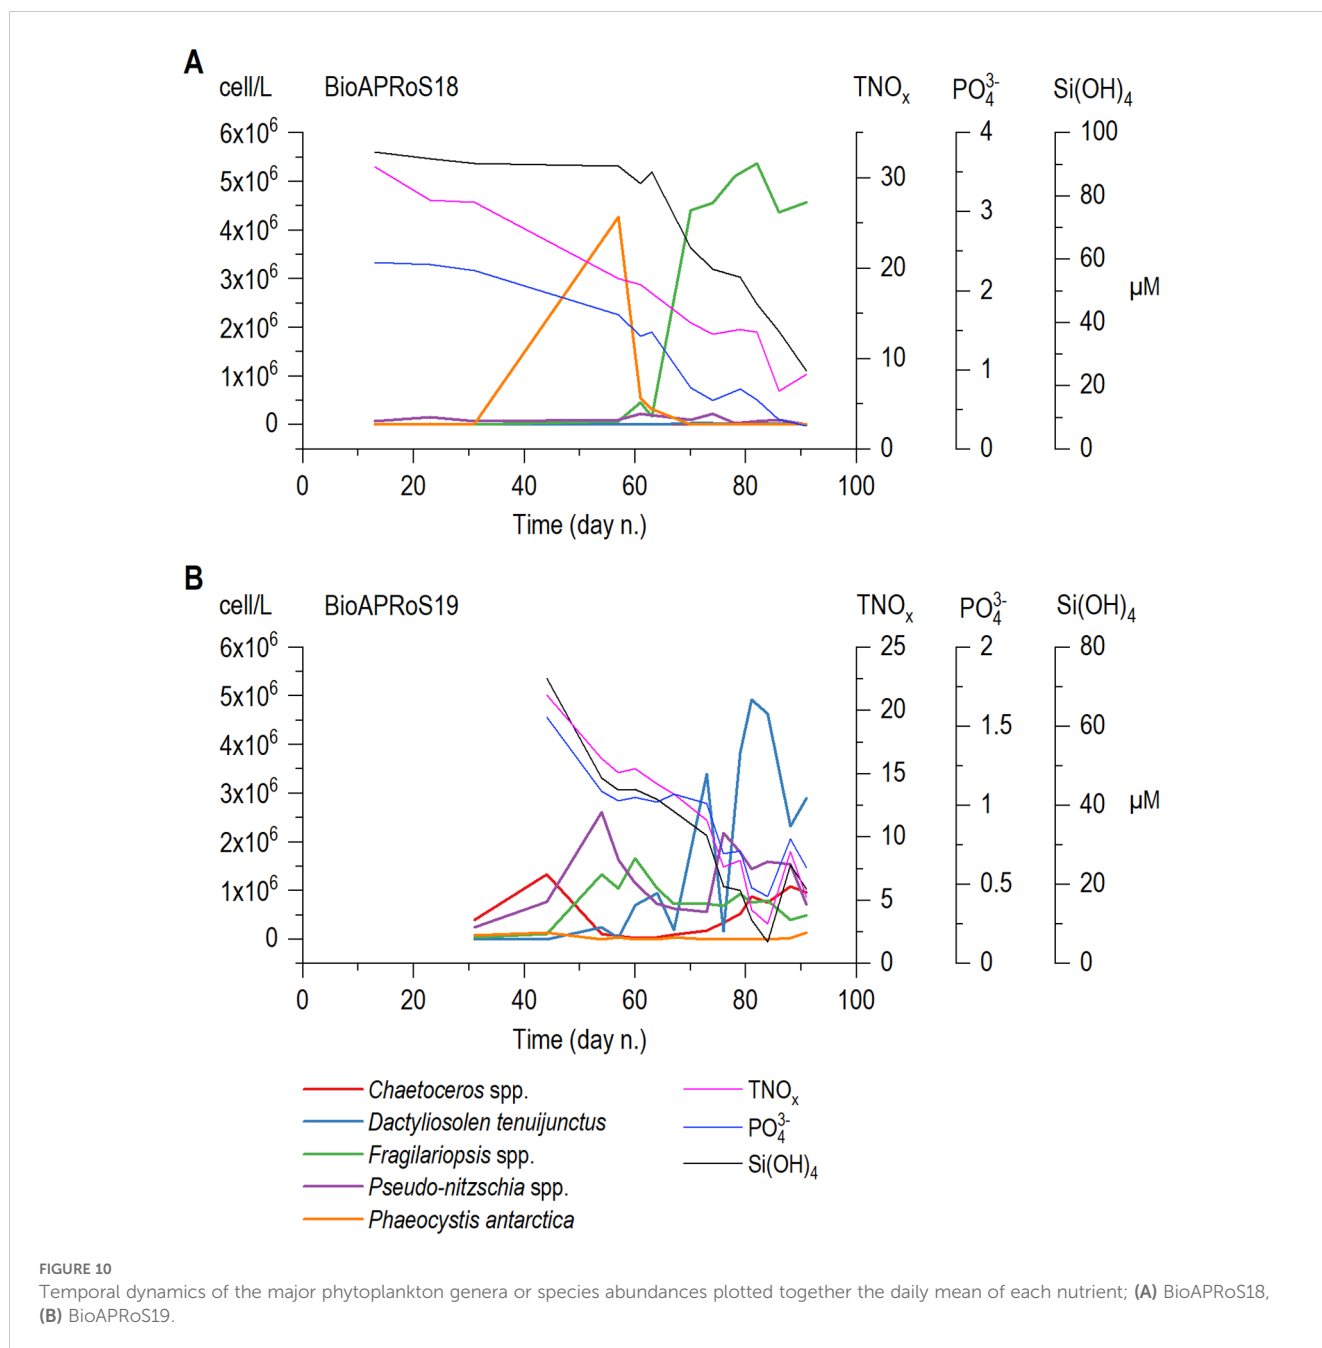 A
cell/L BioAPRoS18 TNOₓ PO₄³⁻ Si(OH)₄
6x10⁶
5x10⁶
4x10⁶
3x10⁶
2x10⁶
1x10⁶
0
30
20
10
0
4
3
2
1
0
100
80
60
40
20
0
µM
0 20 40 60 80 100
Time (day n.)
B
cell/L BioAPRoS19 TNOₓ PO₄³⁻ Si(OH)₄
6x10⁶
5x10⁶
4x10⁶
3x10⁶
2x10⁶
1x10⁶
0
25
20
15
10
5
0
2
1.5
1
0.5
0
80
60
40
20
0
µM
0 20 40 60 80 100
Time (day n.)
Chaetoceros spp.
Dactyliosolen tenuijunctus
Fragilariopsis spp.
Pseudo-nitzschia spp.
Phaeocystis antarctica
TNOₓ
PO₄³⁻
Si(OH)₄
FIGURE 10
Temporal dynamics of the major phytoplankton genera or species abundances plotted together the daily mean of each nutrient; (A) BioAPRoS18,
(B) BioAPRoS19.